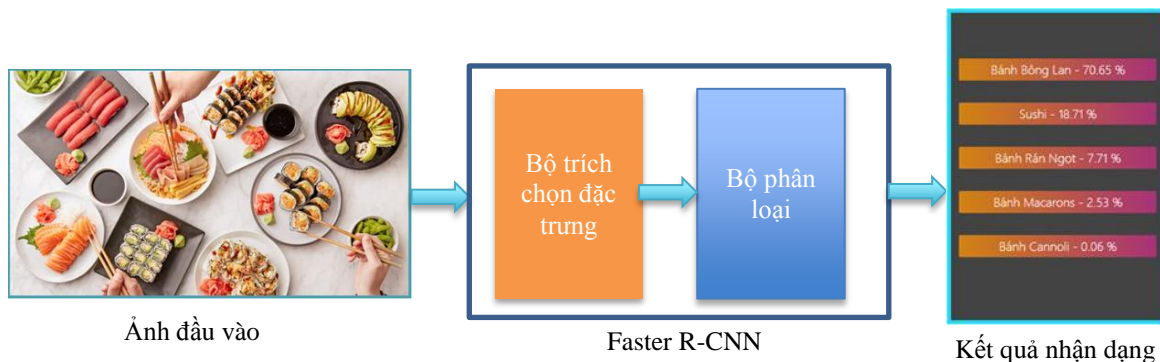 Bộ trích
chọn đặc
trưng
Bộ phân
loại
Bánh Bông Lan - 70.65 %
Sushi - 18.71 %
Bánh Rán Ngọt - 7.71 %
Bánh Macarons - 2.53 %
Bánh Cannoli - 0.06 %
Ảnh đầu vào
Faster R-CNN
Kết quả nhận dạng